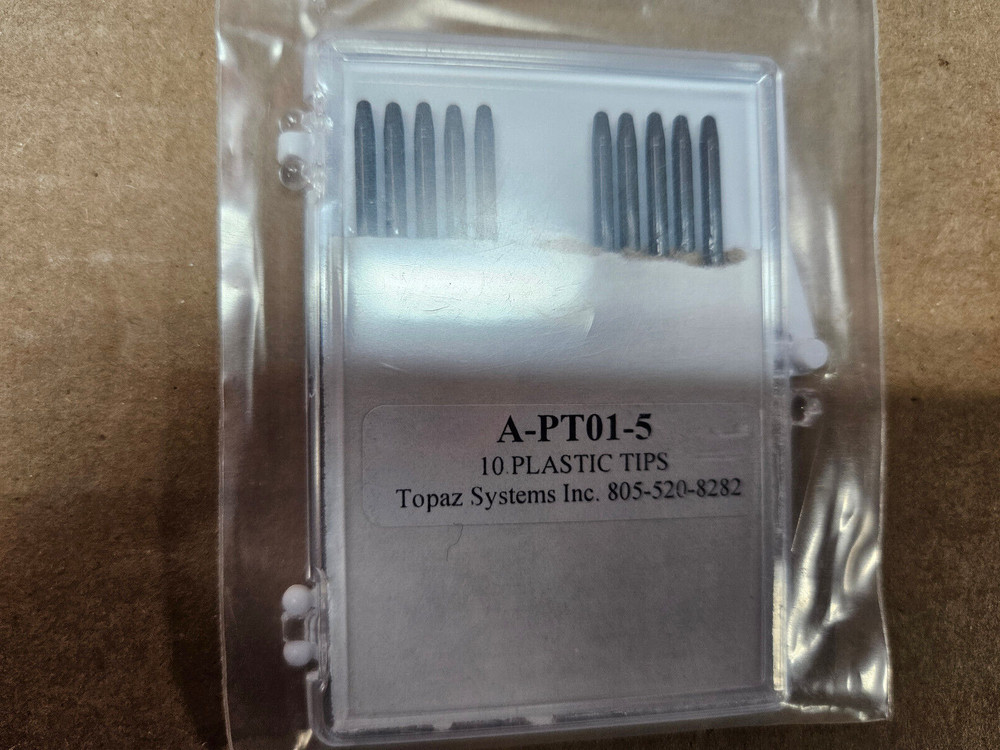 A-PT01-5
10 PLASTIC TIPS
Topaz Systems Inc. 805-520-8282